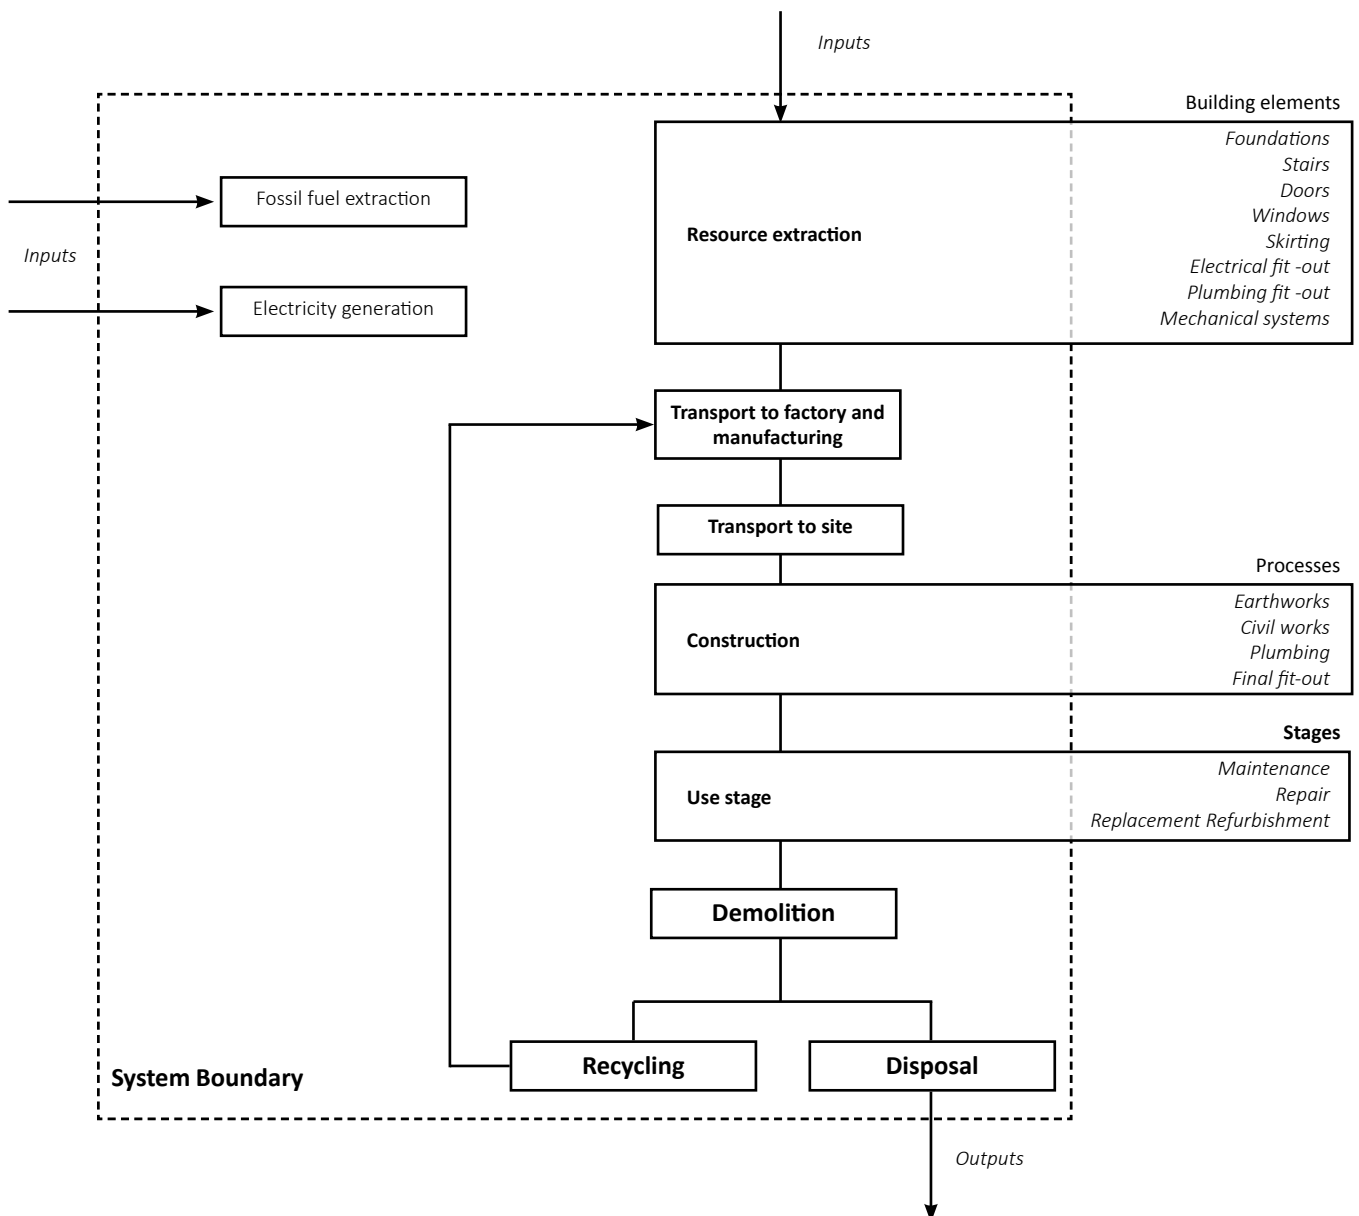 Inputs
Building elements
Foundations
Stairs
Doors
Windows
Skirting
Electrical fit -out
Plumbing fit -out
Mechanical systems
Resource extraction
Fossil fuel extraction
Inputs
Electricity generation
Transport to factory and
manufacturing
Transport to site
Processes
Earthworks
Civil works
Plumbing
Final fit-out
Construction
Stages
Maintenance
Repair
Replacement Refurbishment
Use stage
Demolition
Recycling
Disposal
System Boundary
Outputs